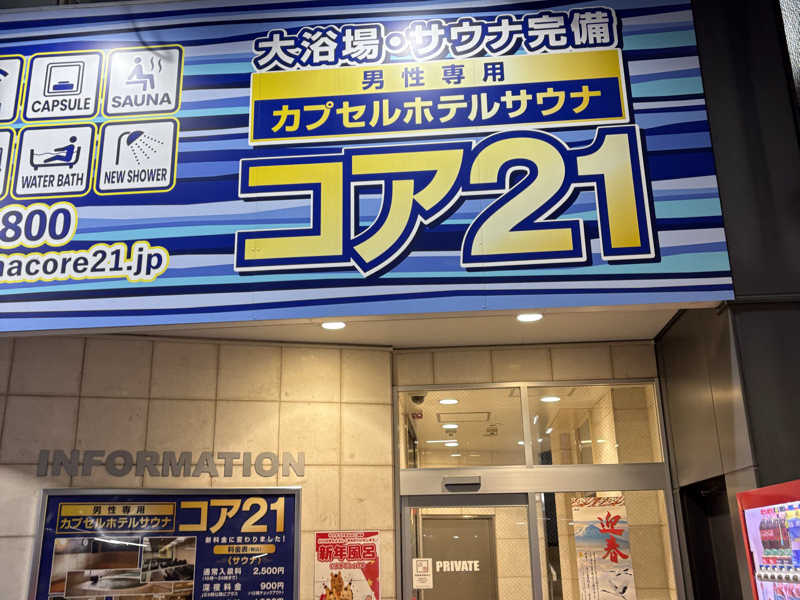 大浴場・サウナ完備
男性専用
カプセルホテルサウナ
コア21
CAPSULE
SAUNA
WATER BATH
NEW SHOWER
800
acore21.jp
INFORMATION
男性専用
カプセルホテルサウナ
コア21
新料金に変わりました!
料金表(税込)
(サウナ)
通常入館料 2,500円
深夜料金 900円
新年風呂
PRIVATE
迎春